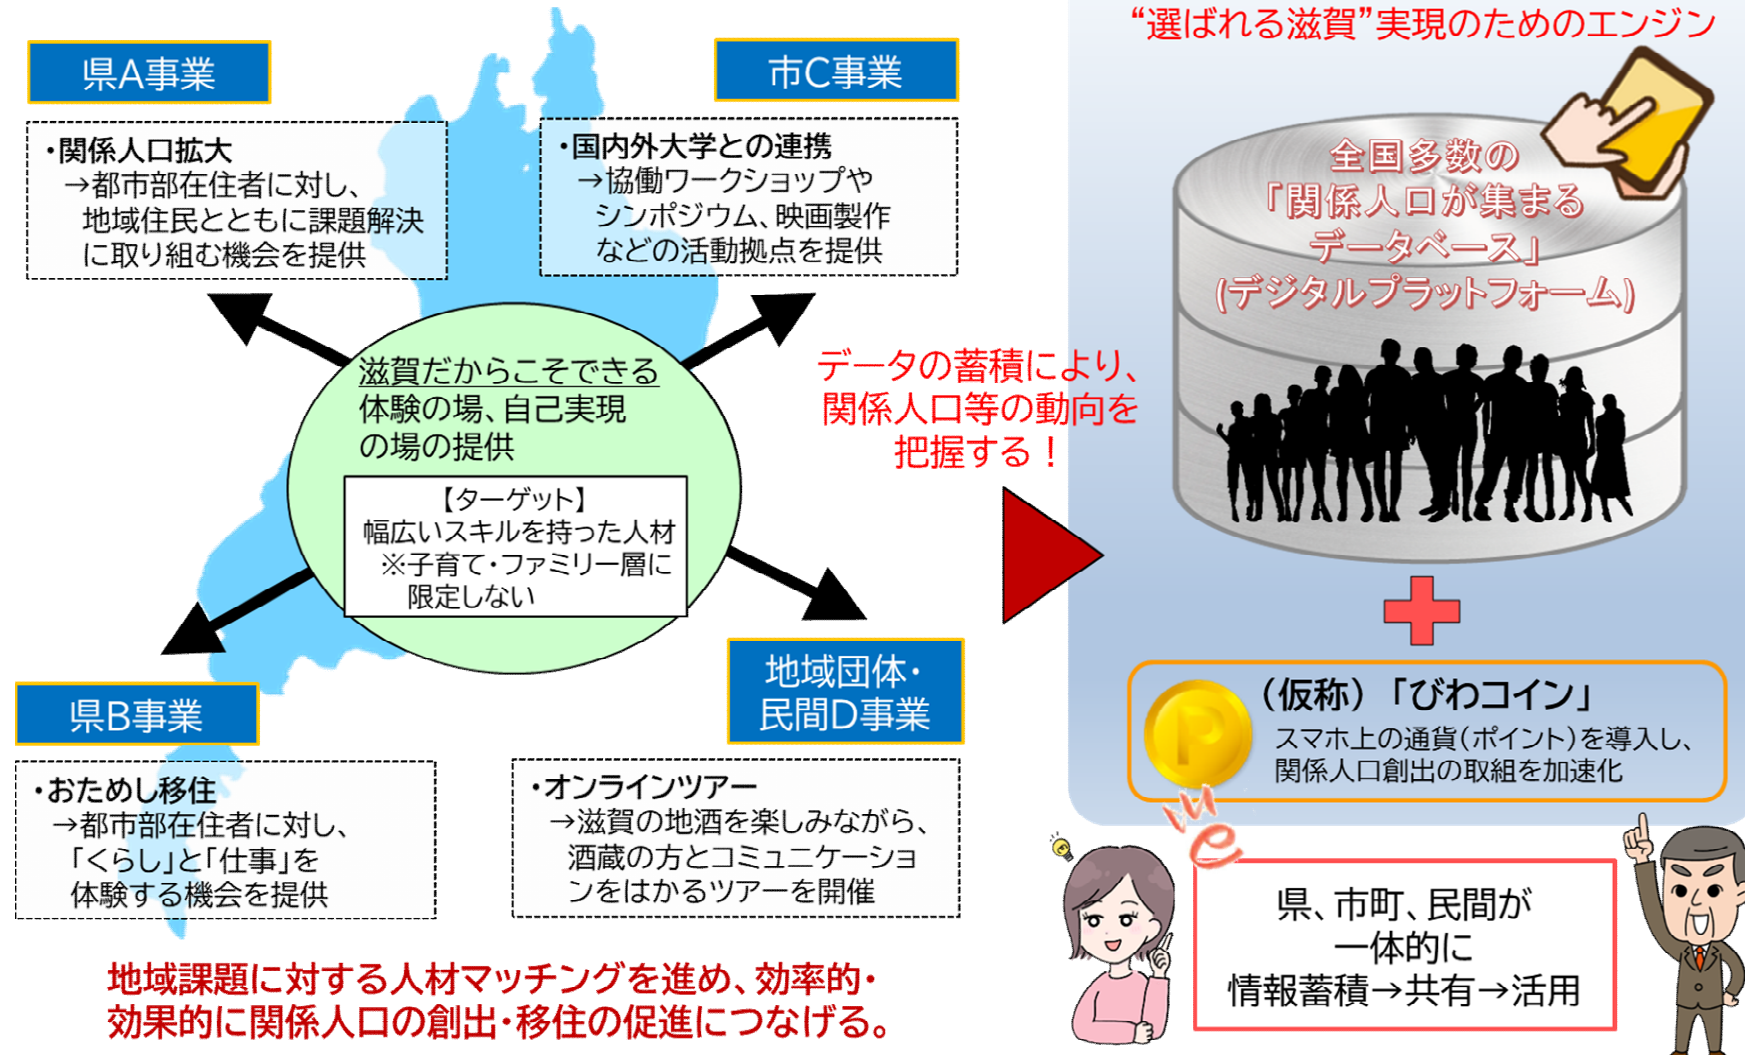 県A事業
・関係人口拡大
→都市部在住者に対し、
地域住民とともに課題解決
に取り組む機会を提供
市C事業
・国内外大学との連携
→協働ワークショップや
シンポジウム、映画製作
などの活動拠点を提供
滋賀だからこそできる
体験の場、自己実現
の場の提供
【ターゲット】
幅広いスキルを持った人材
※子育て・ファミリー層に
限定しない
県B事業
・おためし移住
→都市部在住者に対し、
「くらし」と「仕事」を
体験する機会を提供
地域団体・
民間D事業
・オンラインツアー
→滋賀の地酒を楽しみながら、
酒蔵の方とコミュニケーショ
ンをはかるツアーを開催
地域課題に対する人材マッチングを進め、効率的・
効果的に関係人口の創出・移住の促進につなげる。
データの蓄積により、
関係人口等の動向を
把握する！
“選ばれる滋賀”実現のためのエンジン
全国多数の
「関係人口が集まる
データベース」
(デジタルプラットフォーム)
P
（仮称）「びわコイン」
スマホ上の通貨（ポイント）を導入し、
関係人口創出の取組を加速化
県、市町、民間が
一体的に
情報蓄積→共有→活用